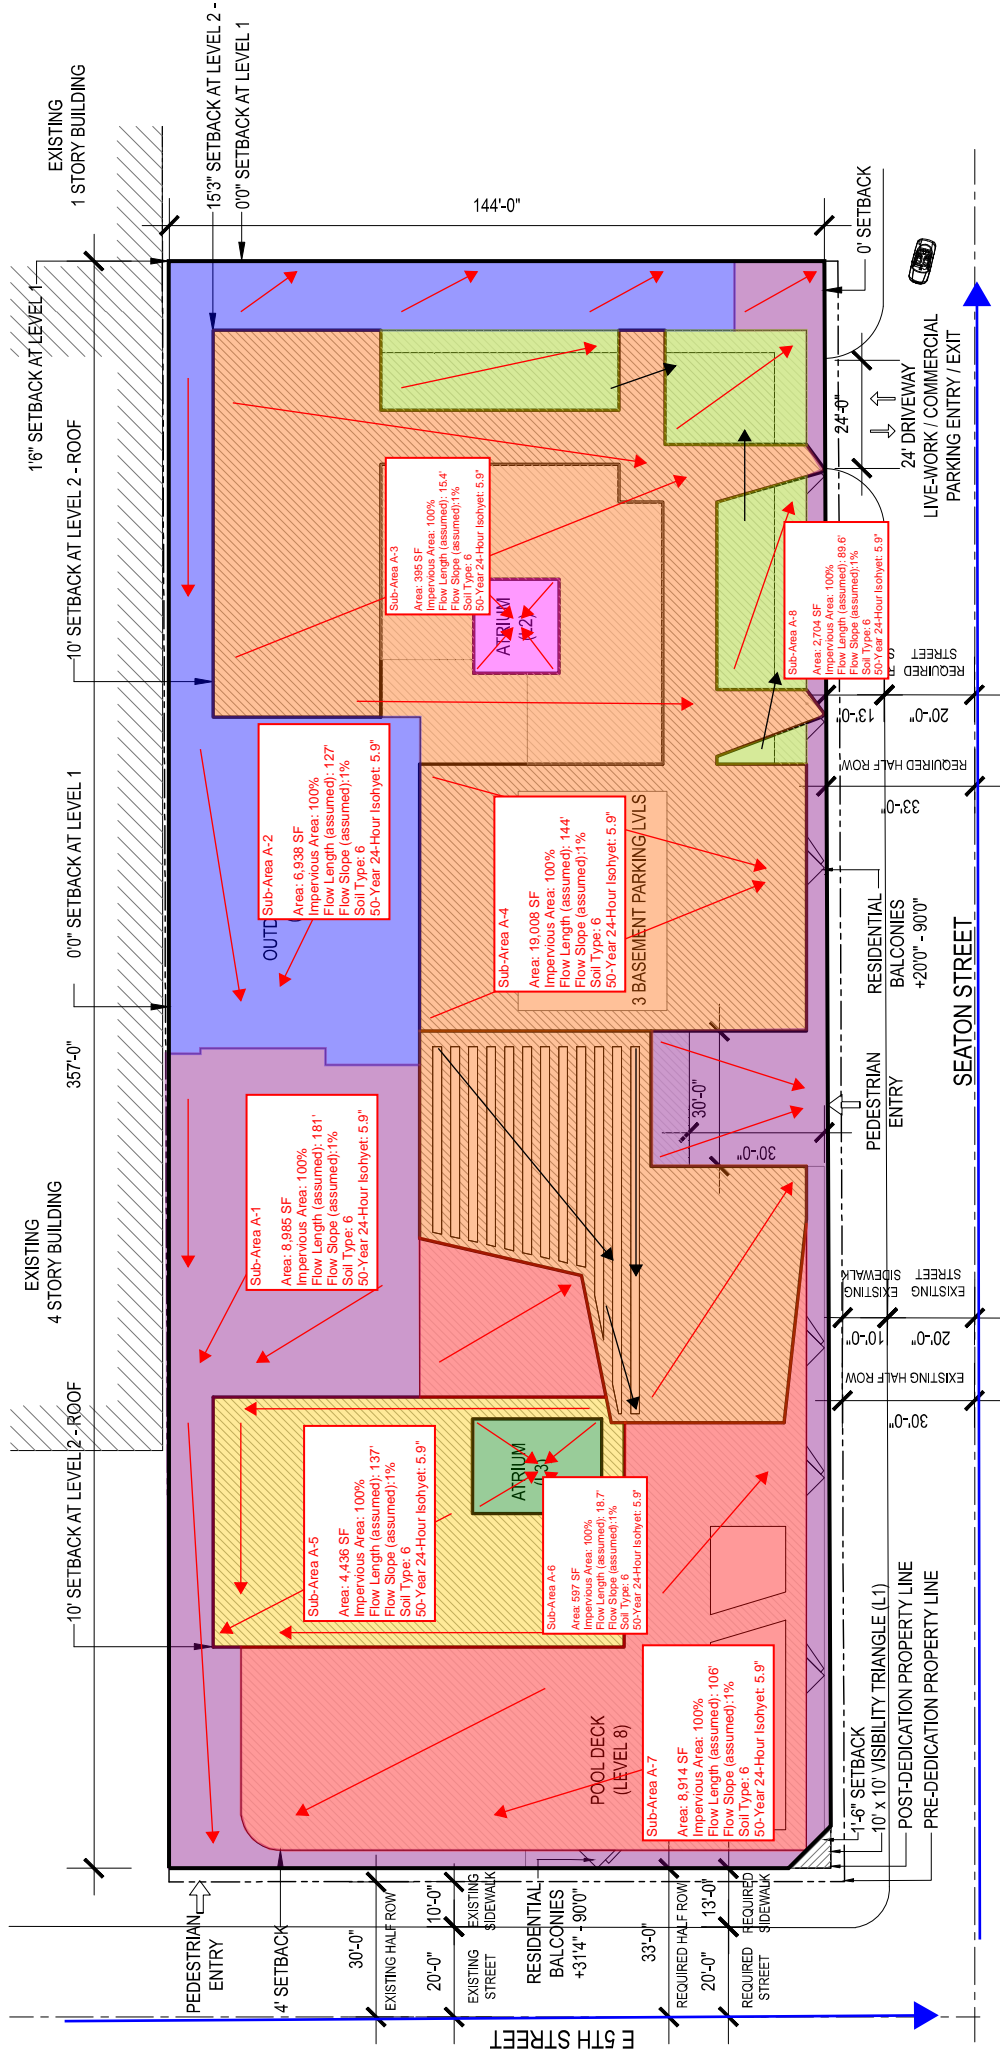 EXISTING
1 STORY BUILDING
15'3" SETBACK AT LEVEL 2 -
0'0" SETBACK AT LEVEL 1
1'6" SETBACK AT LEVEL 1
144'-0"
0' SETBACK
10' SETBACK AT LEVEL 2 - ROOF
0'0" SETBACK AT LEVEL 1
357'-0"
EXISTING
4 STORY BUILDING
10' SETBACK AT LEVEL 2 - ROOF
24'-0"
24' DRIVEWAY
LIVE-WORK / COMMERCIAL
PARKING ENTRY / EXIT
Sub-Area A-3
Area: 395 SF
Impervious Area: 100%
Flow Length (assumed): 15.4'
Flow Slope (assumed):1%
Soil Type: 6
50-Year 24-Hour Isohyet: 5.9"
ATRIUM
Sub-Area A-8
Area: 2,704 SF
Impervious Area: 100%
Flow Length (assumed): 89.6'
Flow Slope (assumed):1%
Soil Type: 6
50-Year 24-Hour Isohyet: 5.9"
REQUIRED
STREET
13'-0"
20'-0"
REQUIRED HALF ROW
33'-0"
Sub-Area A-2
Area: 6,938 SF
Impervious Area: 100%
Flow Length (assumed): 127'
Flow Slope (assumed):1%
Soil Type: 6
50-Year 24-Hour Isohyet: 5.9"
OUTD
Sub-Area A-4
Area: 19,008 SF
Impervious Area: 100%
Flow Length (assumed): 144'
Flow Slope (assumed):1%
Soil Type: 6
50-Year 24-Hour Isohyet: 5.9"
3 BASEMENT PARKING LVLS
RESIDENTIAL
BALCONIES
+20'0" - 90'0"
SEATON STREET
PEDESTRIAN
ENTRY
30'-0"
30'-0"
Sub-Area A-1
Area: 8,985 SF
Impervious Area: 100%
Flow Length (assumed): 181'
Flow Slope (assumed):1%
Soil Type: 6
50-Year 24-Hour Isohyet: 5.9"
EXISTING
SIDEWALK
EXISTING
STREET
10'-0"
20'-0"
EXISTING HALF ROW
30'-0"
Sub-Area A-5
Area: 4,436 SF
Impervious Area: 100%
Flow Length (assumed): 137'
Flow Slope (assumed):1%
Soil Type: 6
50-Year 24-Hour Isohyet: 5.9"
ATRIUM
Sub-Area A-6
Area: 597 SF
Impervious Area: 100%
Flow Length (assumed): 18.7'
Flow Slope (assumed):1%
Soil Type: 6
50-Year 24-Hour Isohyet: 5.9"
POOL DECK
(LEVEL 8)
Sub-Area A-7
Area: 8,914 SF
Impervious Area: 100%
Flow Length (assumed): 106'
Flow Slope (assumed):1%
Soil Type: 6
50-Year 24-Hour Isohyet: 5.9"
1'-6" SETBACK
10' x 10' VISIBILITY TRIANGLE (L1)
POST-DEDICATION PROPERTY LINE
PRE-DEDICATION PROPERTY LINE
PEDESTRIAN
ENTRY
4' SETBACK
30'-0"
EXISTING HALF ROW
10'-0"
20'-0"
EXISTING
SIDEWALK
EXISTING
STREET
RESIDENTIAL
BALCONIES
+31'4" - 90'0"
33'-0"
REQUIRED HALF ROW
13'-0"
20'-0"
REQUIRED
SIDEWALK
REQUIRED
STREET
E 5TH STREET